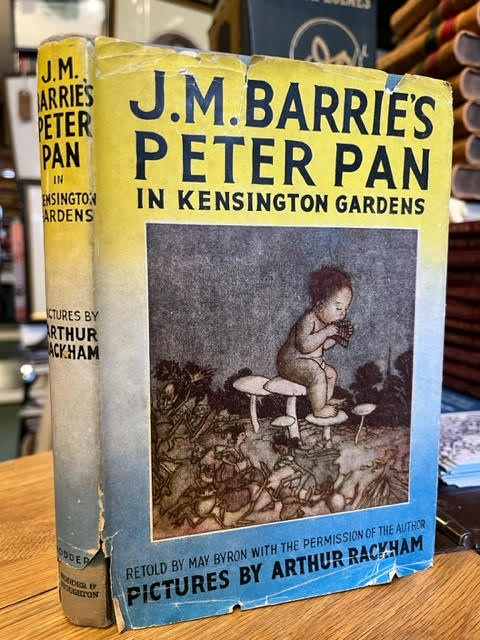 J.M.
BARRIE'S
PETER
PAN
IN
KENSINGTON
GARDENS
PICTURES BY
ARTHUR
RACKHAM
HODDER
HODDER &
STOUGHTON
J.M.BARRIE'S
PETER PAN
IN KENSINGTON GARDENS
RETOLD BY MAY BYRON WITH THE PERMISSION OF THE AUTHOR
PICTURES BY ARTHUR RACKHAM